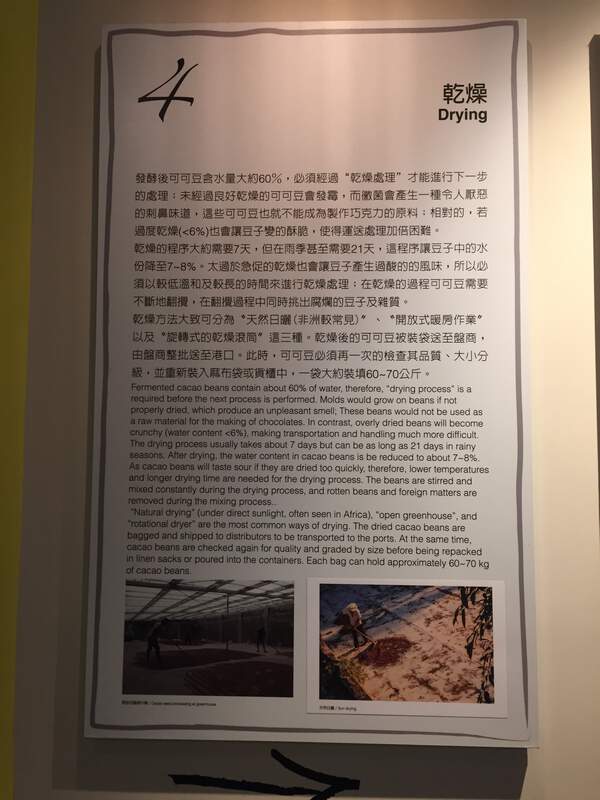 4
乾燥
Drying
發酵後可可豆含水量大約60%，必須經過“乾燥處理”才能進行下一步
的處理；未經過良好乾燥的可可豆會發霉，而黴菌會產生一種令人厭惡
的刺鼻味道，這些可可豆也就不能成為製作巧克力的原料；相對的，若
過度乾燥(<6%)也會讓豆子變的酥脆，使得運送處理加倍困難。
乾燥的程序大約需要7天，但在雨季甚至需要21天，這程序讓豆子中的水
份降至7~8%。太過於急促的乾燥也會讓豆子產生過酸的的風味，所以必
須以較低溫和及較長的時間來進行乾燥處理；在乾燥的過程可可豆需要
不斷地翻攪，在翻攪過程中同時挑出腐爛的豆子及雜質。
乾燥方法大致可分為〝天然日曬(非洲較常見)〞、〝開放式暖房作業〞
以及〝旋轉式的乾燥滾筒〞這三種。乾燥後的可可豆被裝袋送至盤商，
由盤商整批送至港口。此時，可可豆必須再一次的檢查其品質、大小分
級，並重新裝入麻布袋或貨櫃中，一袋大約裝填60~70公斤。
Fermented cacao beans contain about 60% of water, therefore, “drying process” is a
required before the next process is performed. Molds would grow on beans if not
properly dried, which produce an unpleasant smell; These beans would not be used as
a raw material for the making of chocolates. In contrast, overly dried beans will become
crunchy (water content <6%), making transportation and handling much more difficult.
The drying process usually takes about 7 days but can be as long as 21 days in rainy
seasons. After drying, the water content in cacao beans is be reduced to about 7~8%.
As cacao beans will taste sour if they are dried too quickly, therefore, lower temperatures
and longer drying time are needed for the drying process. The beans are stirred and
mixed constantly during the drying process, and rotten beans and foreign matters are
removed during the mixing process..
“Natural drying” (under direct sunlight, often seen in Africa), “open greenhouse”, and
“rotational dryer” are the most common ways of drying. The dried cacao beans are
bagged and shipped to distributors to be transported to the ports. At the same time,
cacao beans are checked again for quality and graded by size before being repacked
in linen sacks or poured into the containers. Each bag can hold approximately 60~70 kg
of cacao beans.
天然日曬 / Sun drying